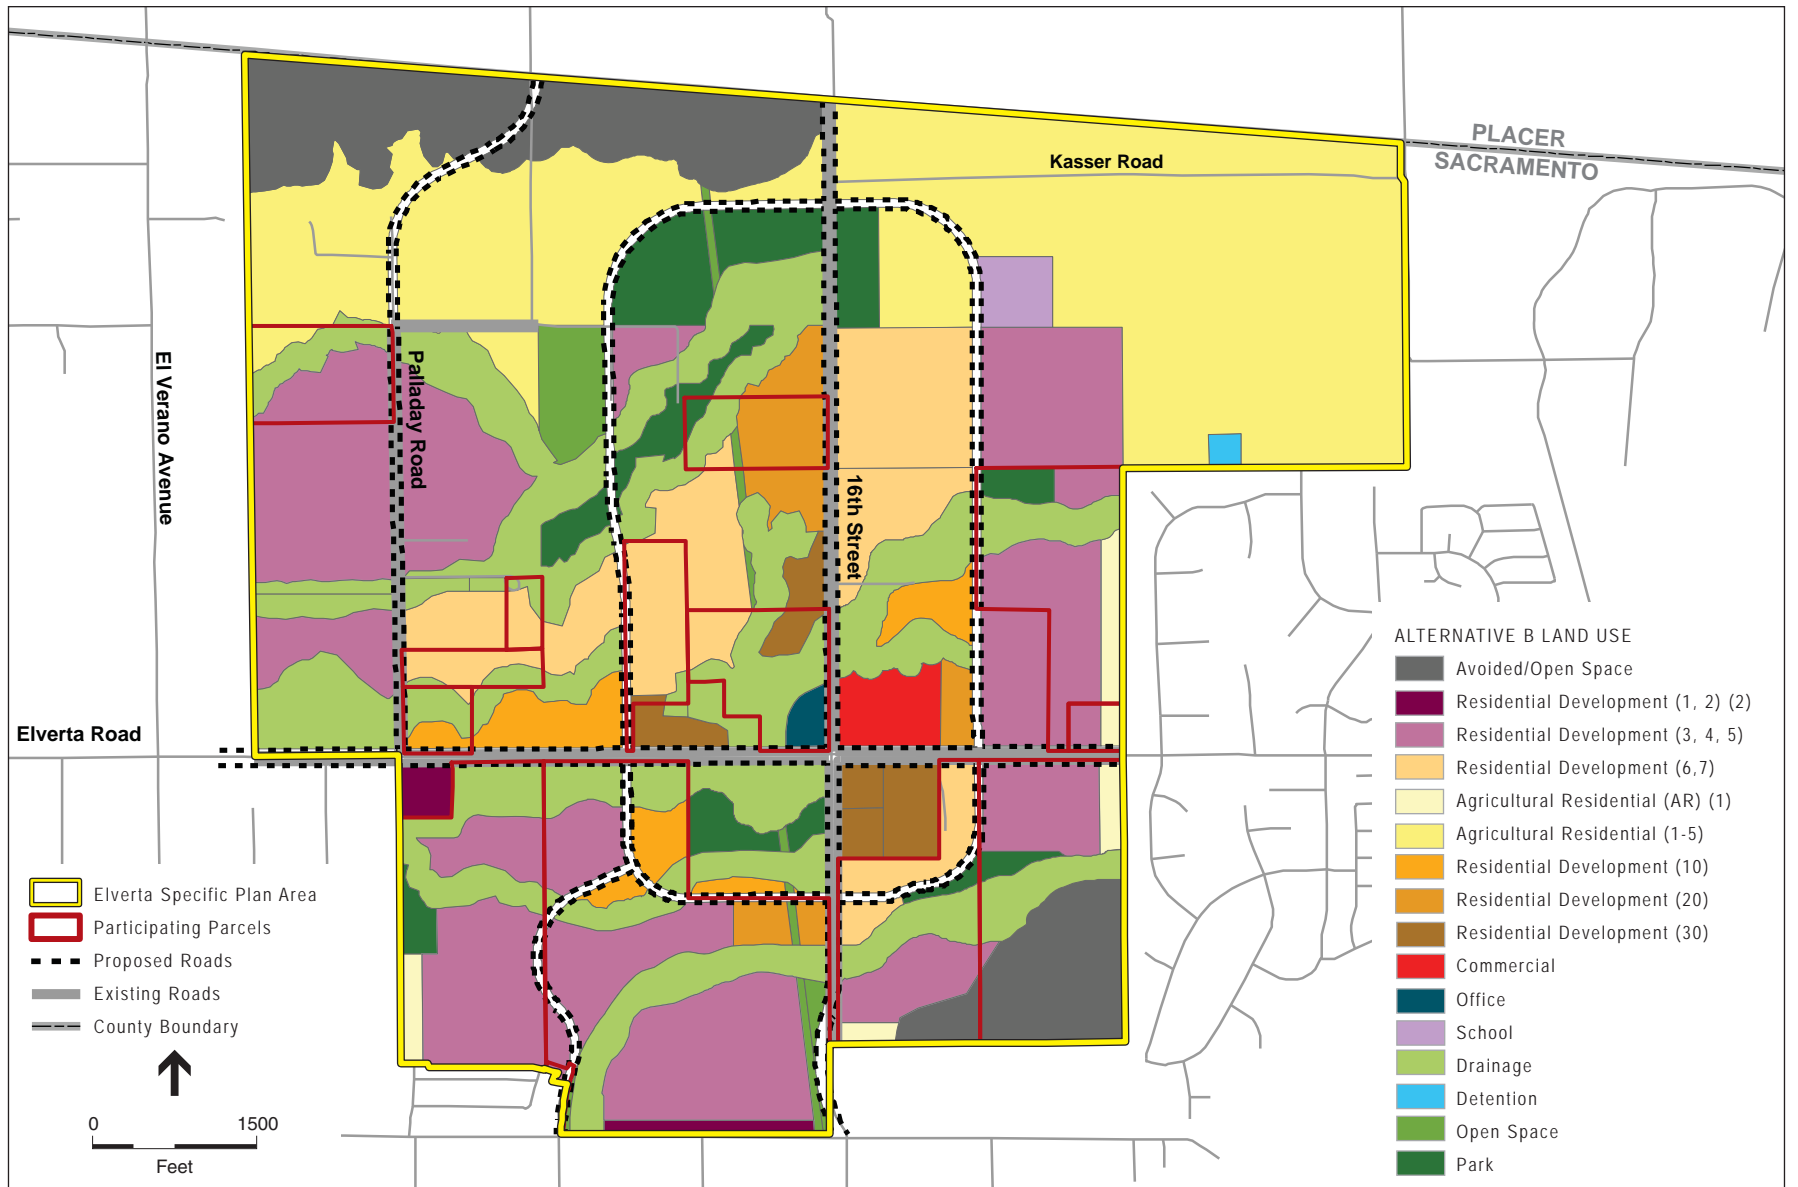 PLACER
SACRAMENTO
Kasser Road
El Verano Avenue
Palladay Road
16th Street
Elverta Road
Elverta Specific Plan Area
Participating Parcels
Proposed Roads
Existing Roads
County Boundary
0 1500
Feet
ALTERNATIVE B LAND USE
Avoided/Open Space
Residential Development (1, 2) (2)
Residential Development (3, 4, 5)
Residential Development (6,7)
Agricultural Residential (AR) (1)
Agricultural Residential (1-5)
Residential Development (10)
Residential Development (20)
Residential Development (30)
Commercial
Office
School
Drainage
Detention
Open Space
Park